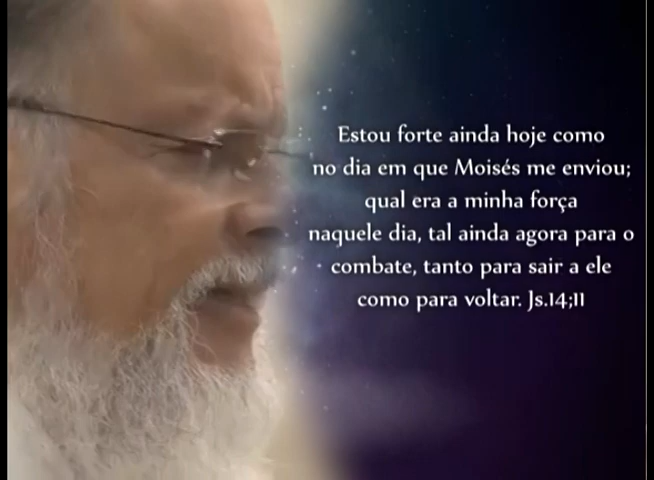 Estou forte ainda hoje como
no dia em que Moisés me enviou;
qual era a minha força
naquele dia, tal ainda agora para o
combate, tanto para sair a ele
como para voltar. Js.14;11